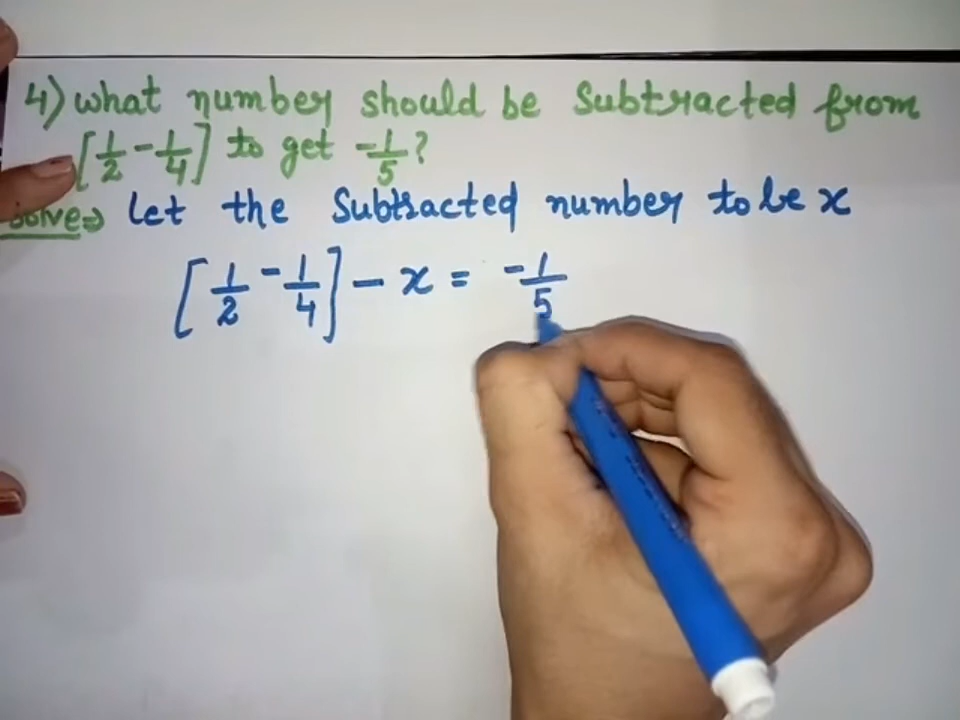 4) what number should be Subtracted from
[1/2 - 1/4] to get -1/5?
Solve⇒ Let the Subtracted number to be x
[1/2 - 1/4] - x = -1/5